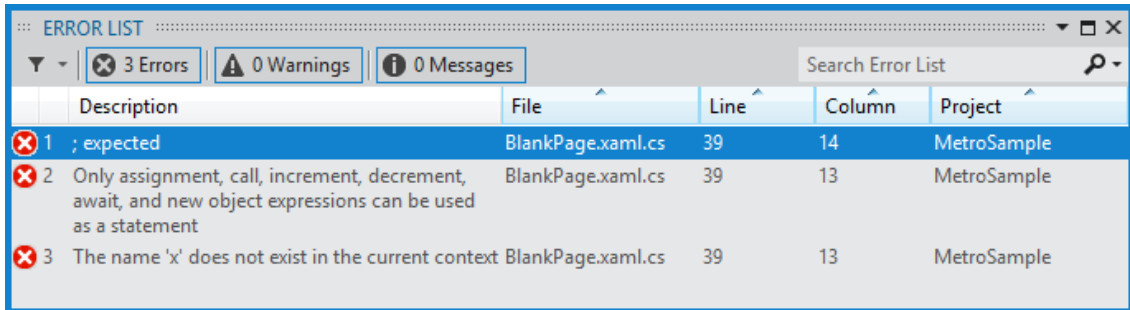 ERROR LIST
3 Errors 0 Warnings 0 Messages Search Error List
Description File Line Column Project
1 ; expected BlankPage.xaml.cs 39 14 MetroSample
2 Only assignment, call, increment, decrement, BlankPage.xaml.cs 39 13 MetroSample
await, and new object expressions can be used
as a statement
3 The name 'x' does not exist in the current context BlankPage.xaml.cs 39 13 MetroSample